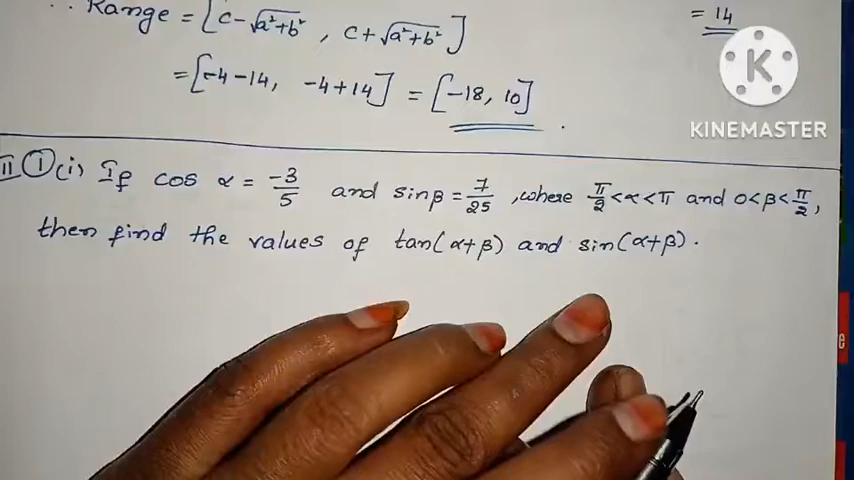 ∴ Range = [c-√a²+b² , c+√a²+b²]
= 14
= [-4-14, -4+14] = [-18, 10] .
K
KINEMASTER
II ① (i) If cos α = -3/5 and sinβ = 7/25 , where π/2 < α < π and 0 < β < π/2 ,
then find the values of tan(α+β) and sin(α+β).
e